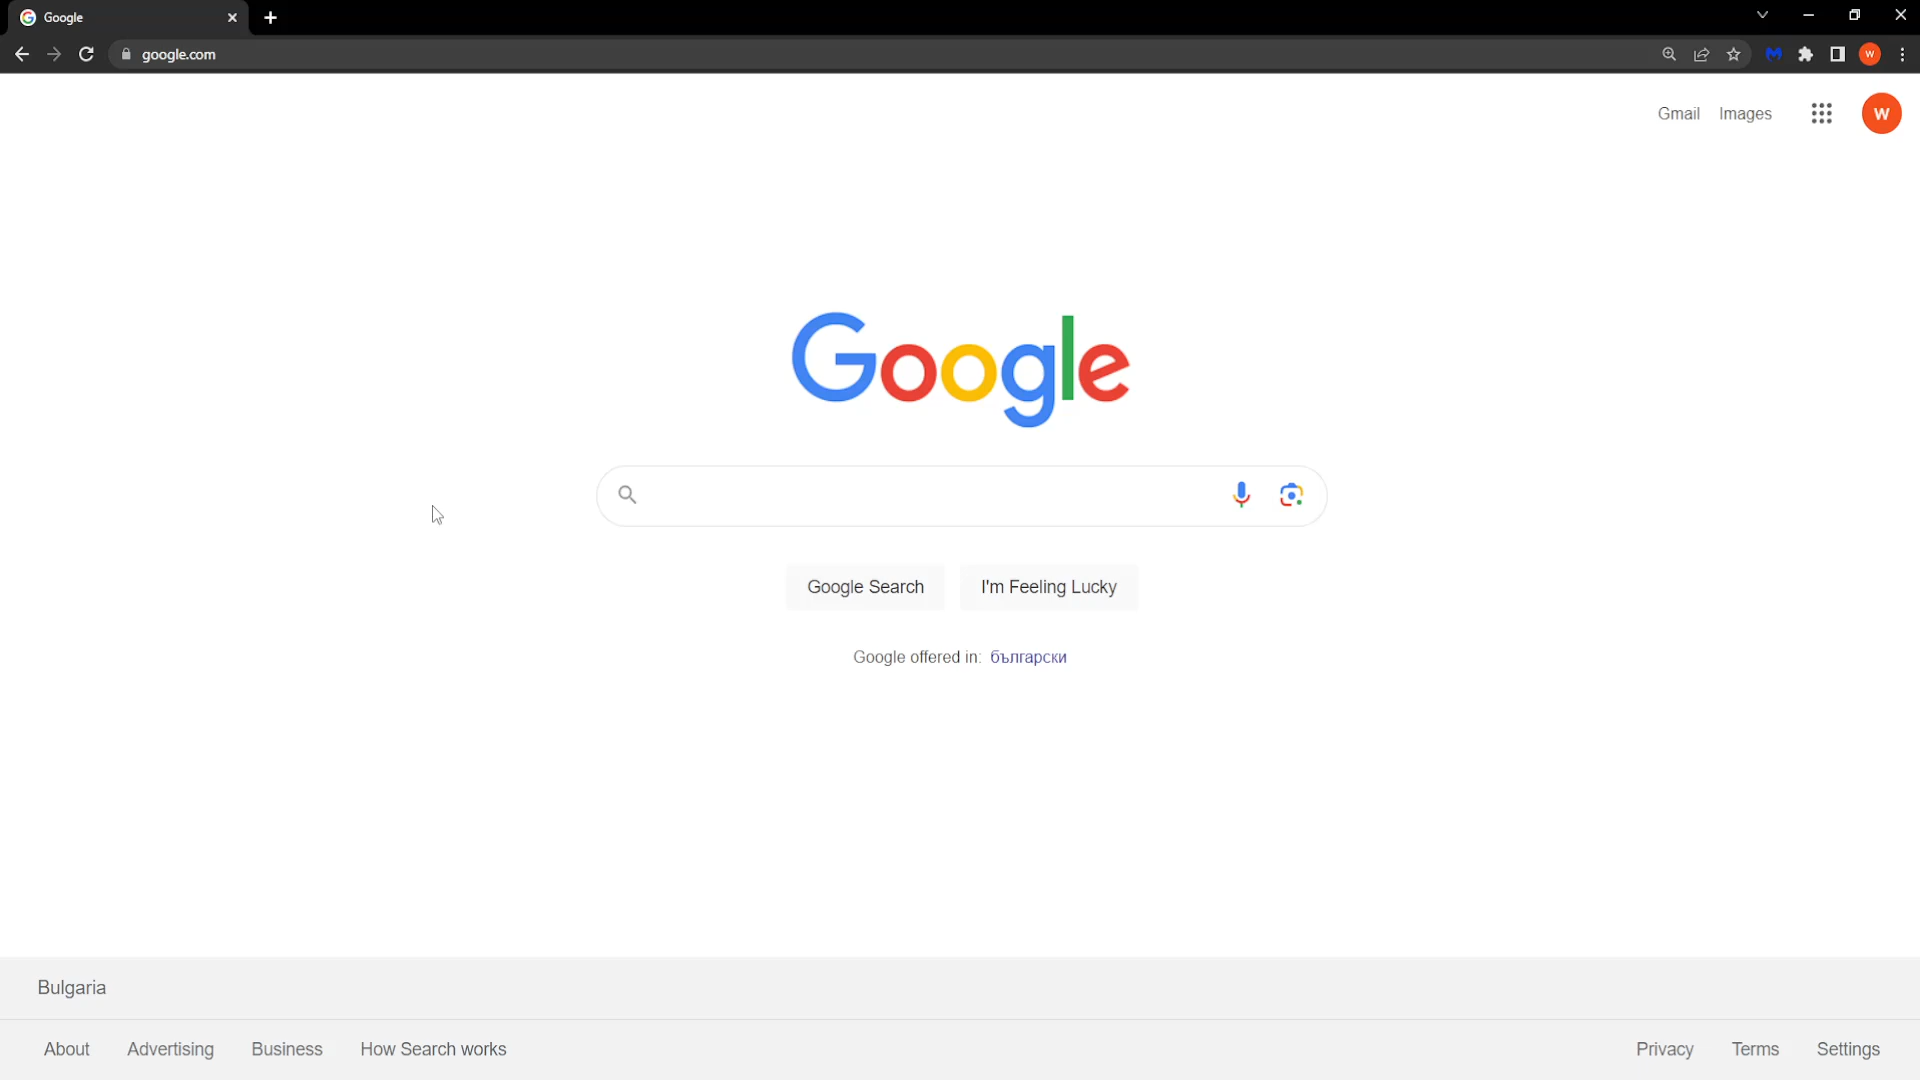 Google
google.com
W
Gmail Images
W
Google
Google Search I'm Feeling Lucky
Google offered in: български
Bulgaria
About Advertising Business How Search works Privacy Terms Settings